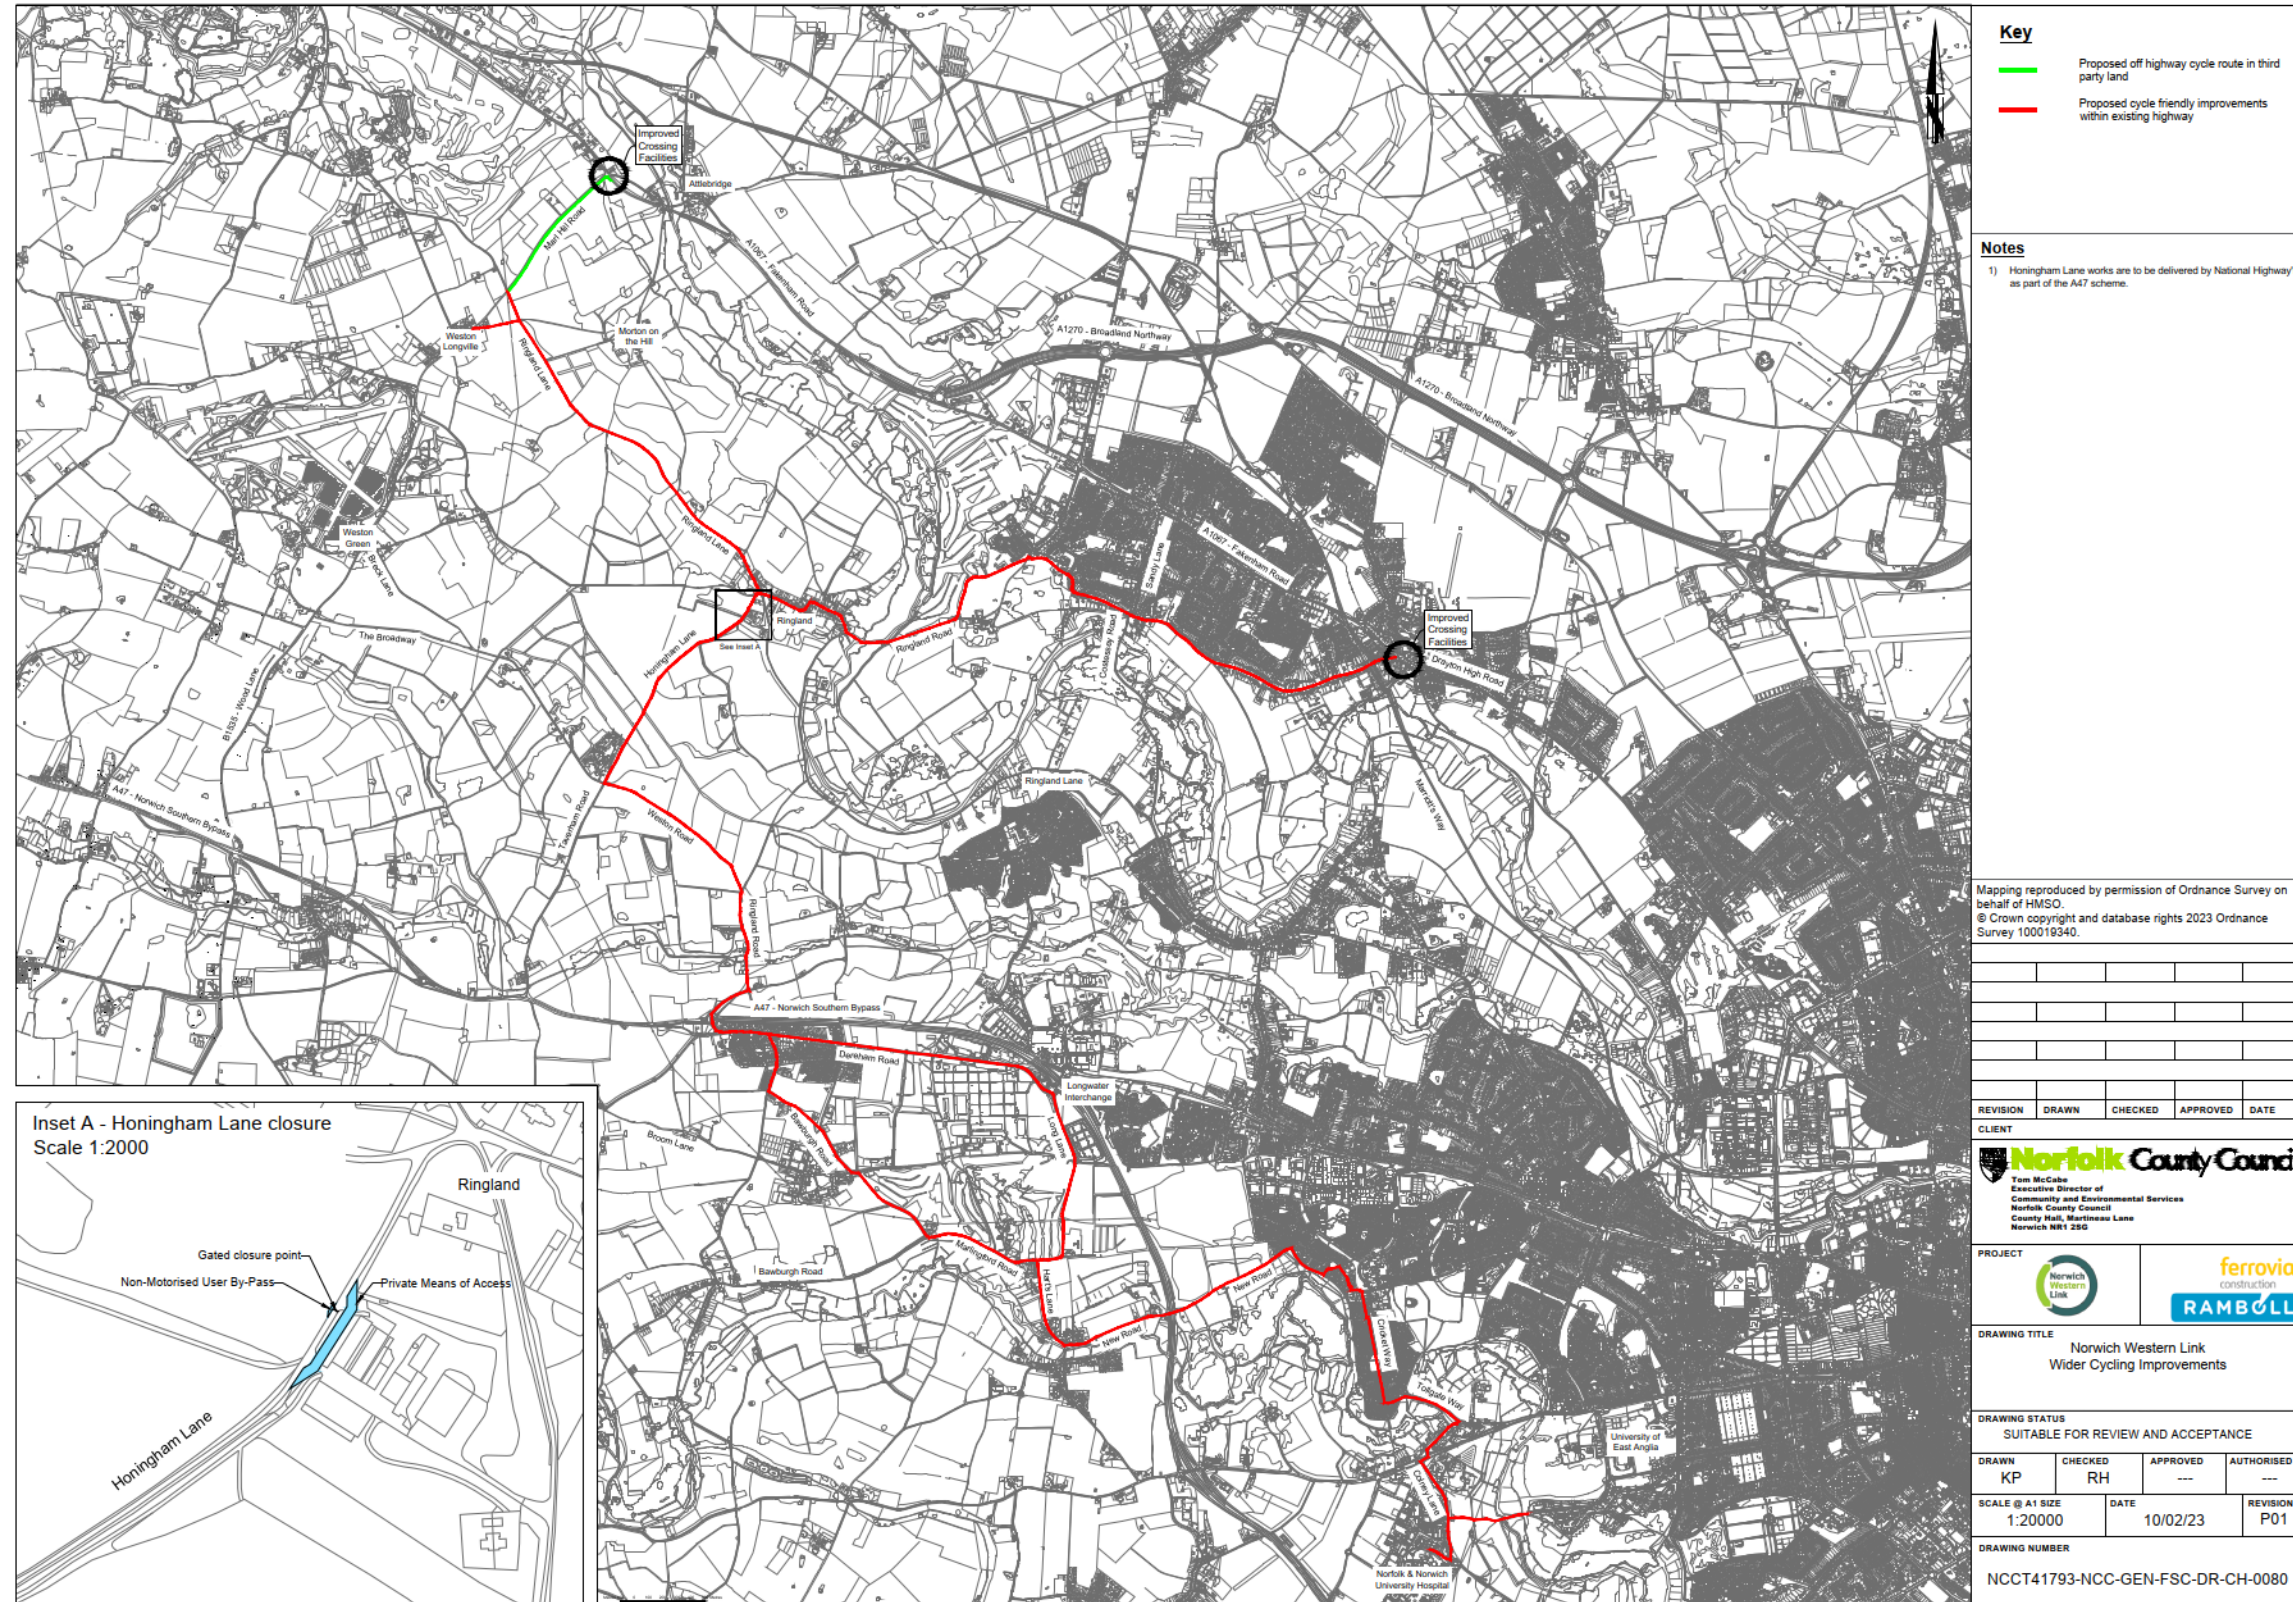 Improved
Crossing
Facilities
Attlebridge
Marl Hill Road
A1067 - Fakenham Road
Weston
Longville
Morton on
the Hill
Ringland Lane
A1270 - Broadland Northway
A1270 - Broadland Northway
Weston
Green
Breck Lane
Ringland Lane
Sandy Lane
A1067 - Fakenham Road
The Broadway
Honingham Lane
See Inset A
Ringland
Ringland Road
Costessey Road
Improved
Crossing
Facilities
Drayton High Road
B1535 - Wood Lane
A47 - Norwich Southern Bypass
Taverham Road
Weston Road
Ringland Lane
Marriott's Way
Ringland Road
A47 - Norwich Southern Bypass
Dereham Road
Longwater
Interchange
Broom Lane
Bawburgh Road
Long Lane
Bawburgh Road
Marlingford Road
Hart's Lane
New Road
New Road
Cricket Way
Tollgate Way
University of
East Anglia
Colney Lane
Norfolk & Norwich
University Hospital
Inset A - Honingham Lane closure
Scale 1:2000
Ringland
Gated closure point
Non-Motorised User By-Pass
Private Means of Access
Honingham Lane
N
Key
Proposed off highway cycle route in third
party land
Proposed cycle friendly improvements
within existing highway
Notes
1) Honingham Lane works are to be delivered by National Highway'
as part of the A47 scheme.
Mapping reproduced by permission of Ordnance Survey on
behalf of HMSO.
© Crown copyright and database rights 2023 Ordnance
Survey 100019340.
REVISION DRAWN CHECKED APPROVED DATE
CLIENT
Norfolk County Counci
Tom McCabe
Executive Director of
Community and Environmental Services
Norfolk County Council
County Hall, Martineau Lane
Norwich NR1 2SG
PROJECT
Norwich
Western
Link
ferrovia
construction
RAMBOLL
DRAWING TITLE
Norwich Western Link
Wider Cycling Improvements
DRAWING STATUS
SUITABLE FOR REVIEW AND ACCEPTANCE
DRAWN CHECKED APPROVED AUTHORISED
KP RH --- ---
SCALE @ A1 SIZE DATE REVISION
1:20000 10/02/23 P01
DRAWING NUMBER
NCCT41793-NCC-GEN-FSC-DR-CH-0080